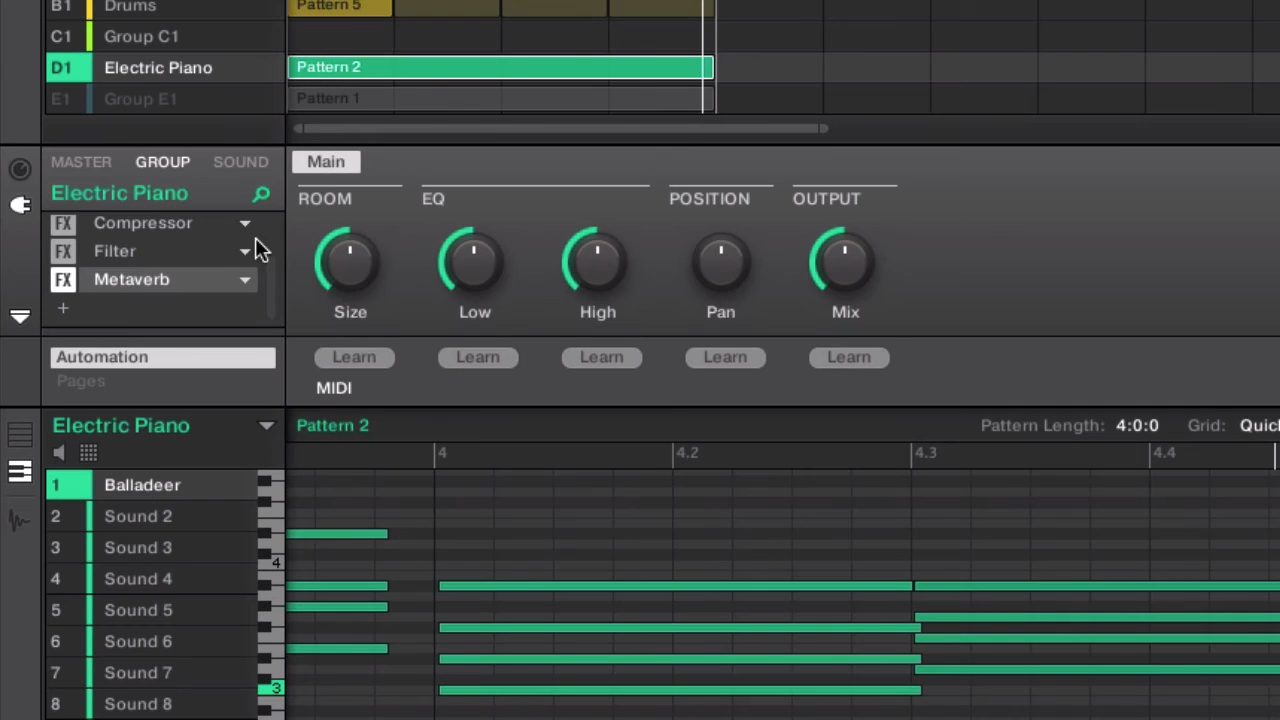 B1 Drums Pattern 5
C1 Group C1
D1 Electric Piano Pattern 2
E1 Group E1 Pattern 1
MASTER GROUP SOUND Main
Electric Piano ROOM EQ POSITION OUTPUT
FX Compressor
FX Filter
FX Metaverb
+
Size Low High Pan Mix
Automation Learn Learn Learn Learn Learn
Pages MIDI
Electric Piano Pattern 2 Pattern Length: 4:0:0 Grid: Quic
4 4.2 4.3 4.4
1 Balladeer
2 Sound 2
3 Sound 3
4
4 Sound 4
5 Sound 5
6 Sound 6
7 Sound 7
3
8 Sound 8